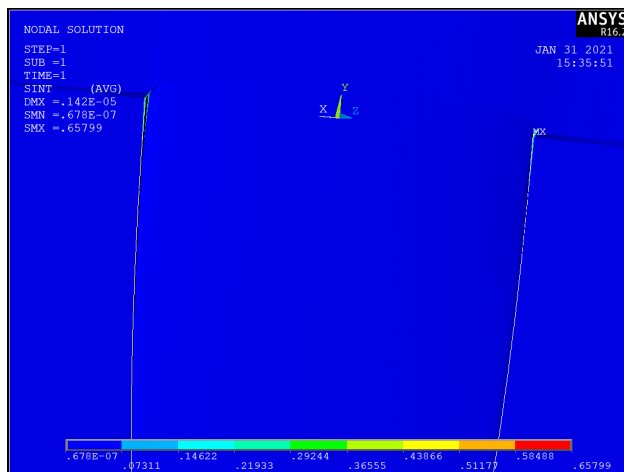 NODAL SOLUTION
STEP=1
SUB =1
TIME=1
SINT (AVG)
DMX =.142E-05
SMN =.678E-07
SMX =.65799
ANSYS
R16.2
JAN 31 2021
15:35:51
Y
X
Z
MX
.678E-07 .14622 .29244 .43866 .58488
.07311 .21933 .36555 .51177 .65799